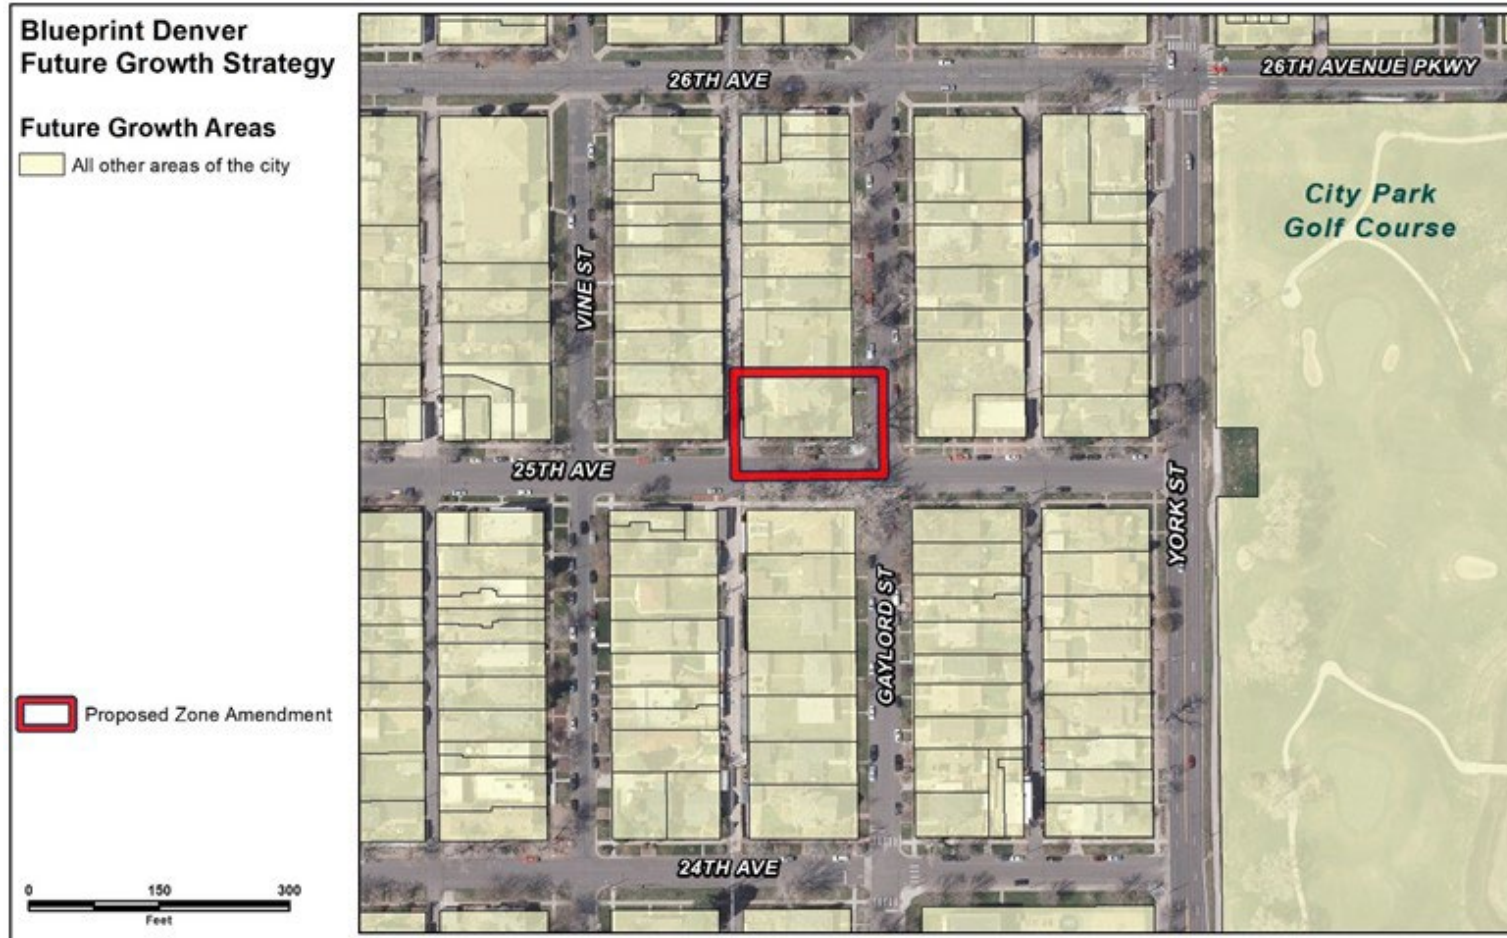 Blueprint Denver
Future Growth Strategy
Future Growth Areas
All other areas of the city
Proposed Zone Amendment
0 150 300
Feet
26TH AVE
26TH AVENUE PKWY
City Park
Golf Course
VINE ST
25TH AVE
YORK ST
GAYLORD ST
24TH AVE